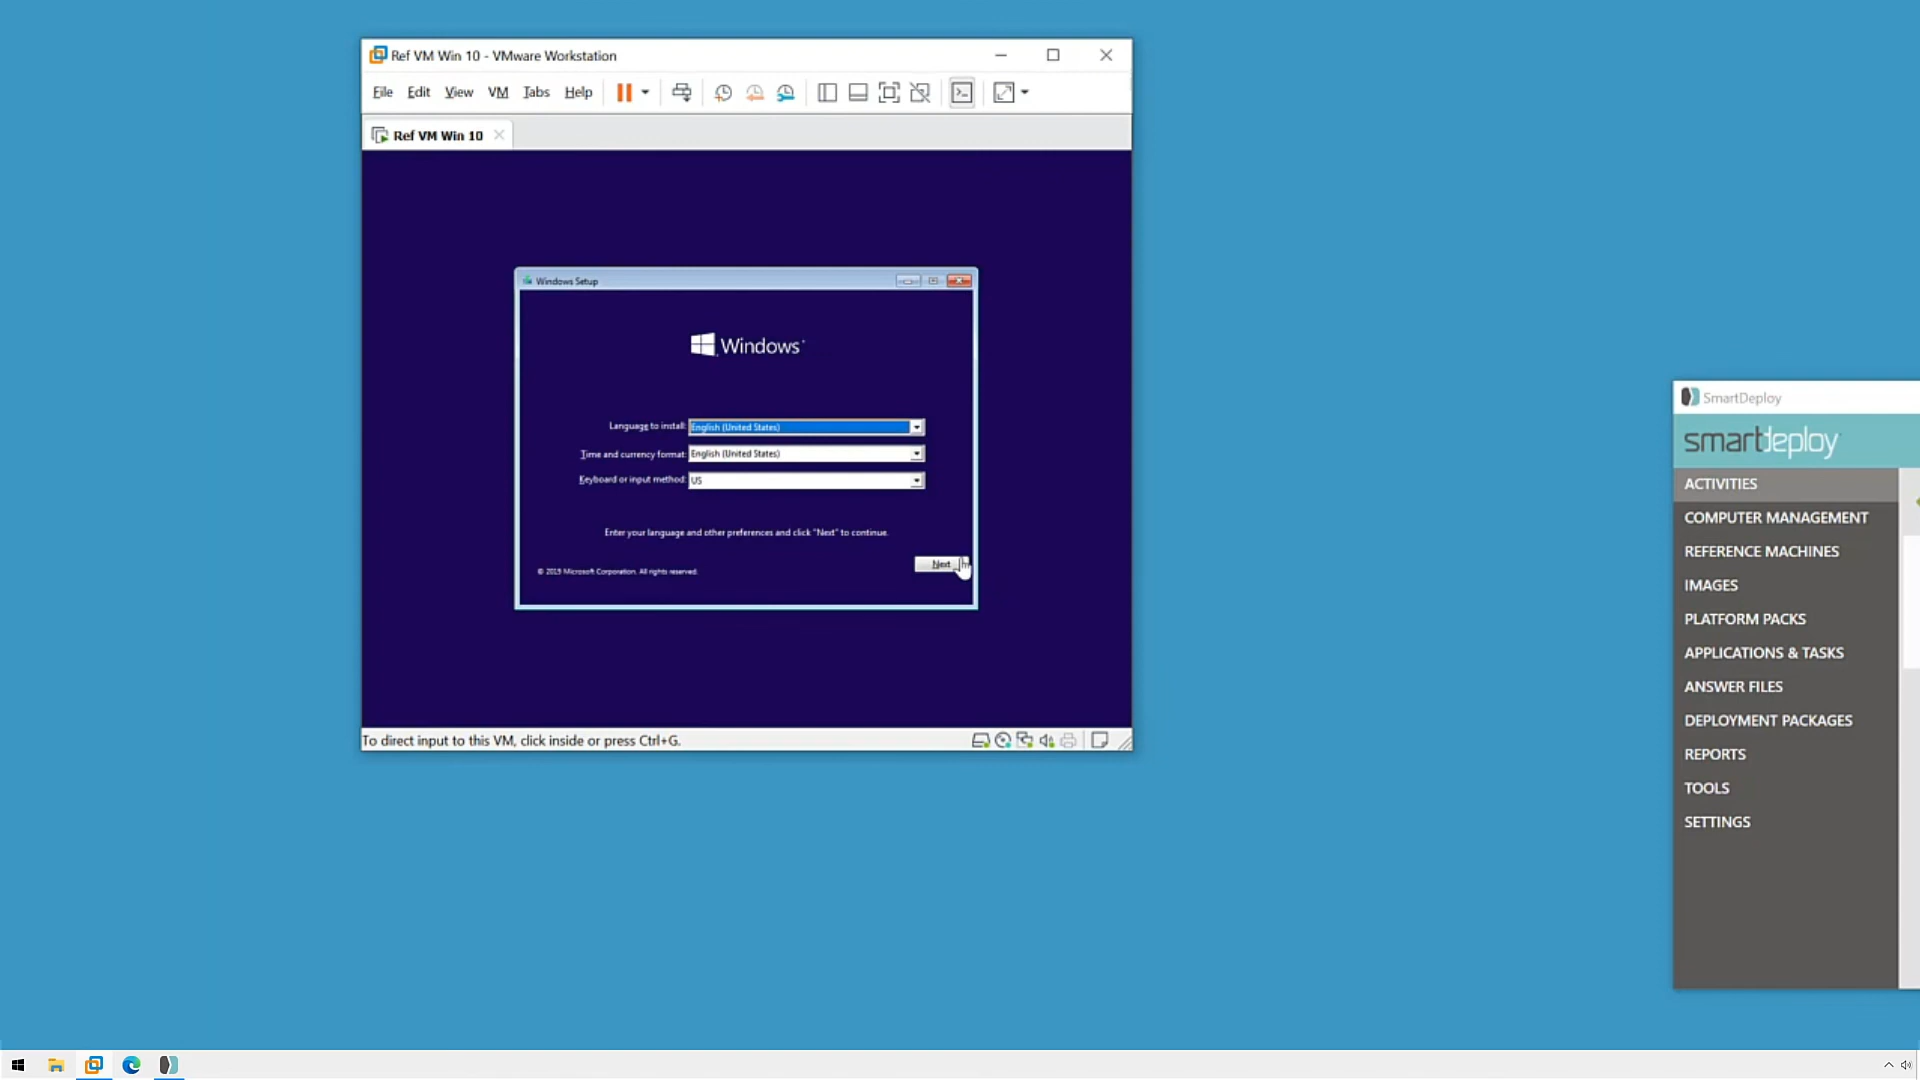 Ref VM Win 10 - VMware Workstation
File Edit View VM Tabs Help
Ref VM Win 10
Windows Setup
Windows
Language to install: English (United States)
Time and currency format: English (United States)
Keyboard or input method: US
Enter your language and other preferences and click "Next" to continue.
Next
© 2019 Microsoft Corporation. All rights reserved.
To direct input to this VM, click inside or press Ctrl+G.
SmartDeploy
smartdeploy
ACTIVITIES
COMPUTER MANAGEMENT
REFERENCE MACHINES
IMAGES
PLATFORM PACKS
APPLICATIONS & TASKS
ANSWER FILES
DEPLOYMENT PACKAGES
REPORTS
TOOLS
SETTINGS